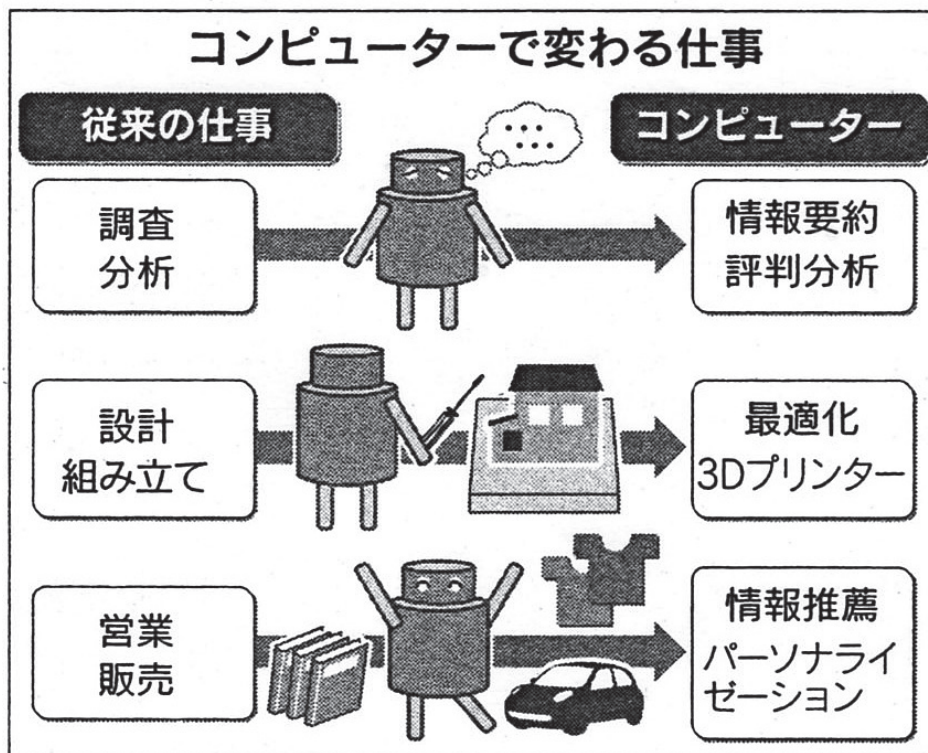 コンピューターで変わる仕事
従来の仕事
コンピューター
調査
分析
情報要約
評判分析
設計
組み立て
最適化
3Dプリンター
営業
販売
情報推薦
パーソナライ
ゼーション